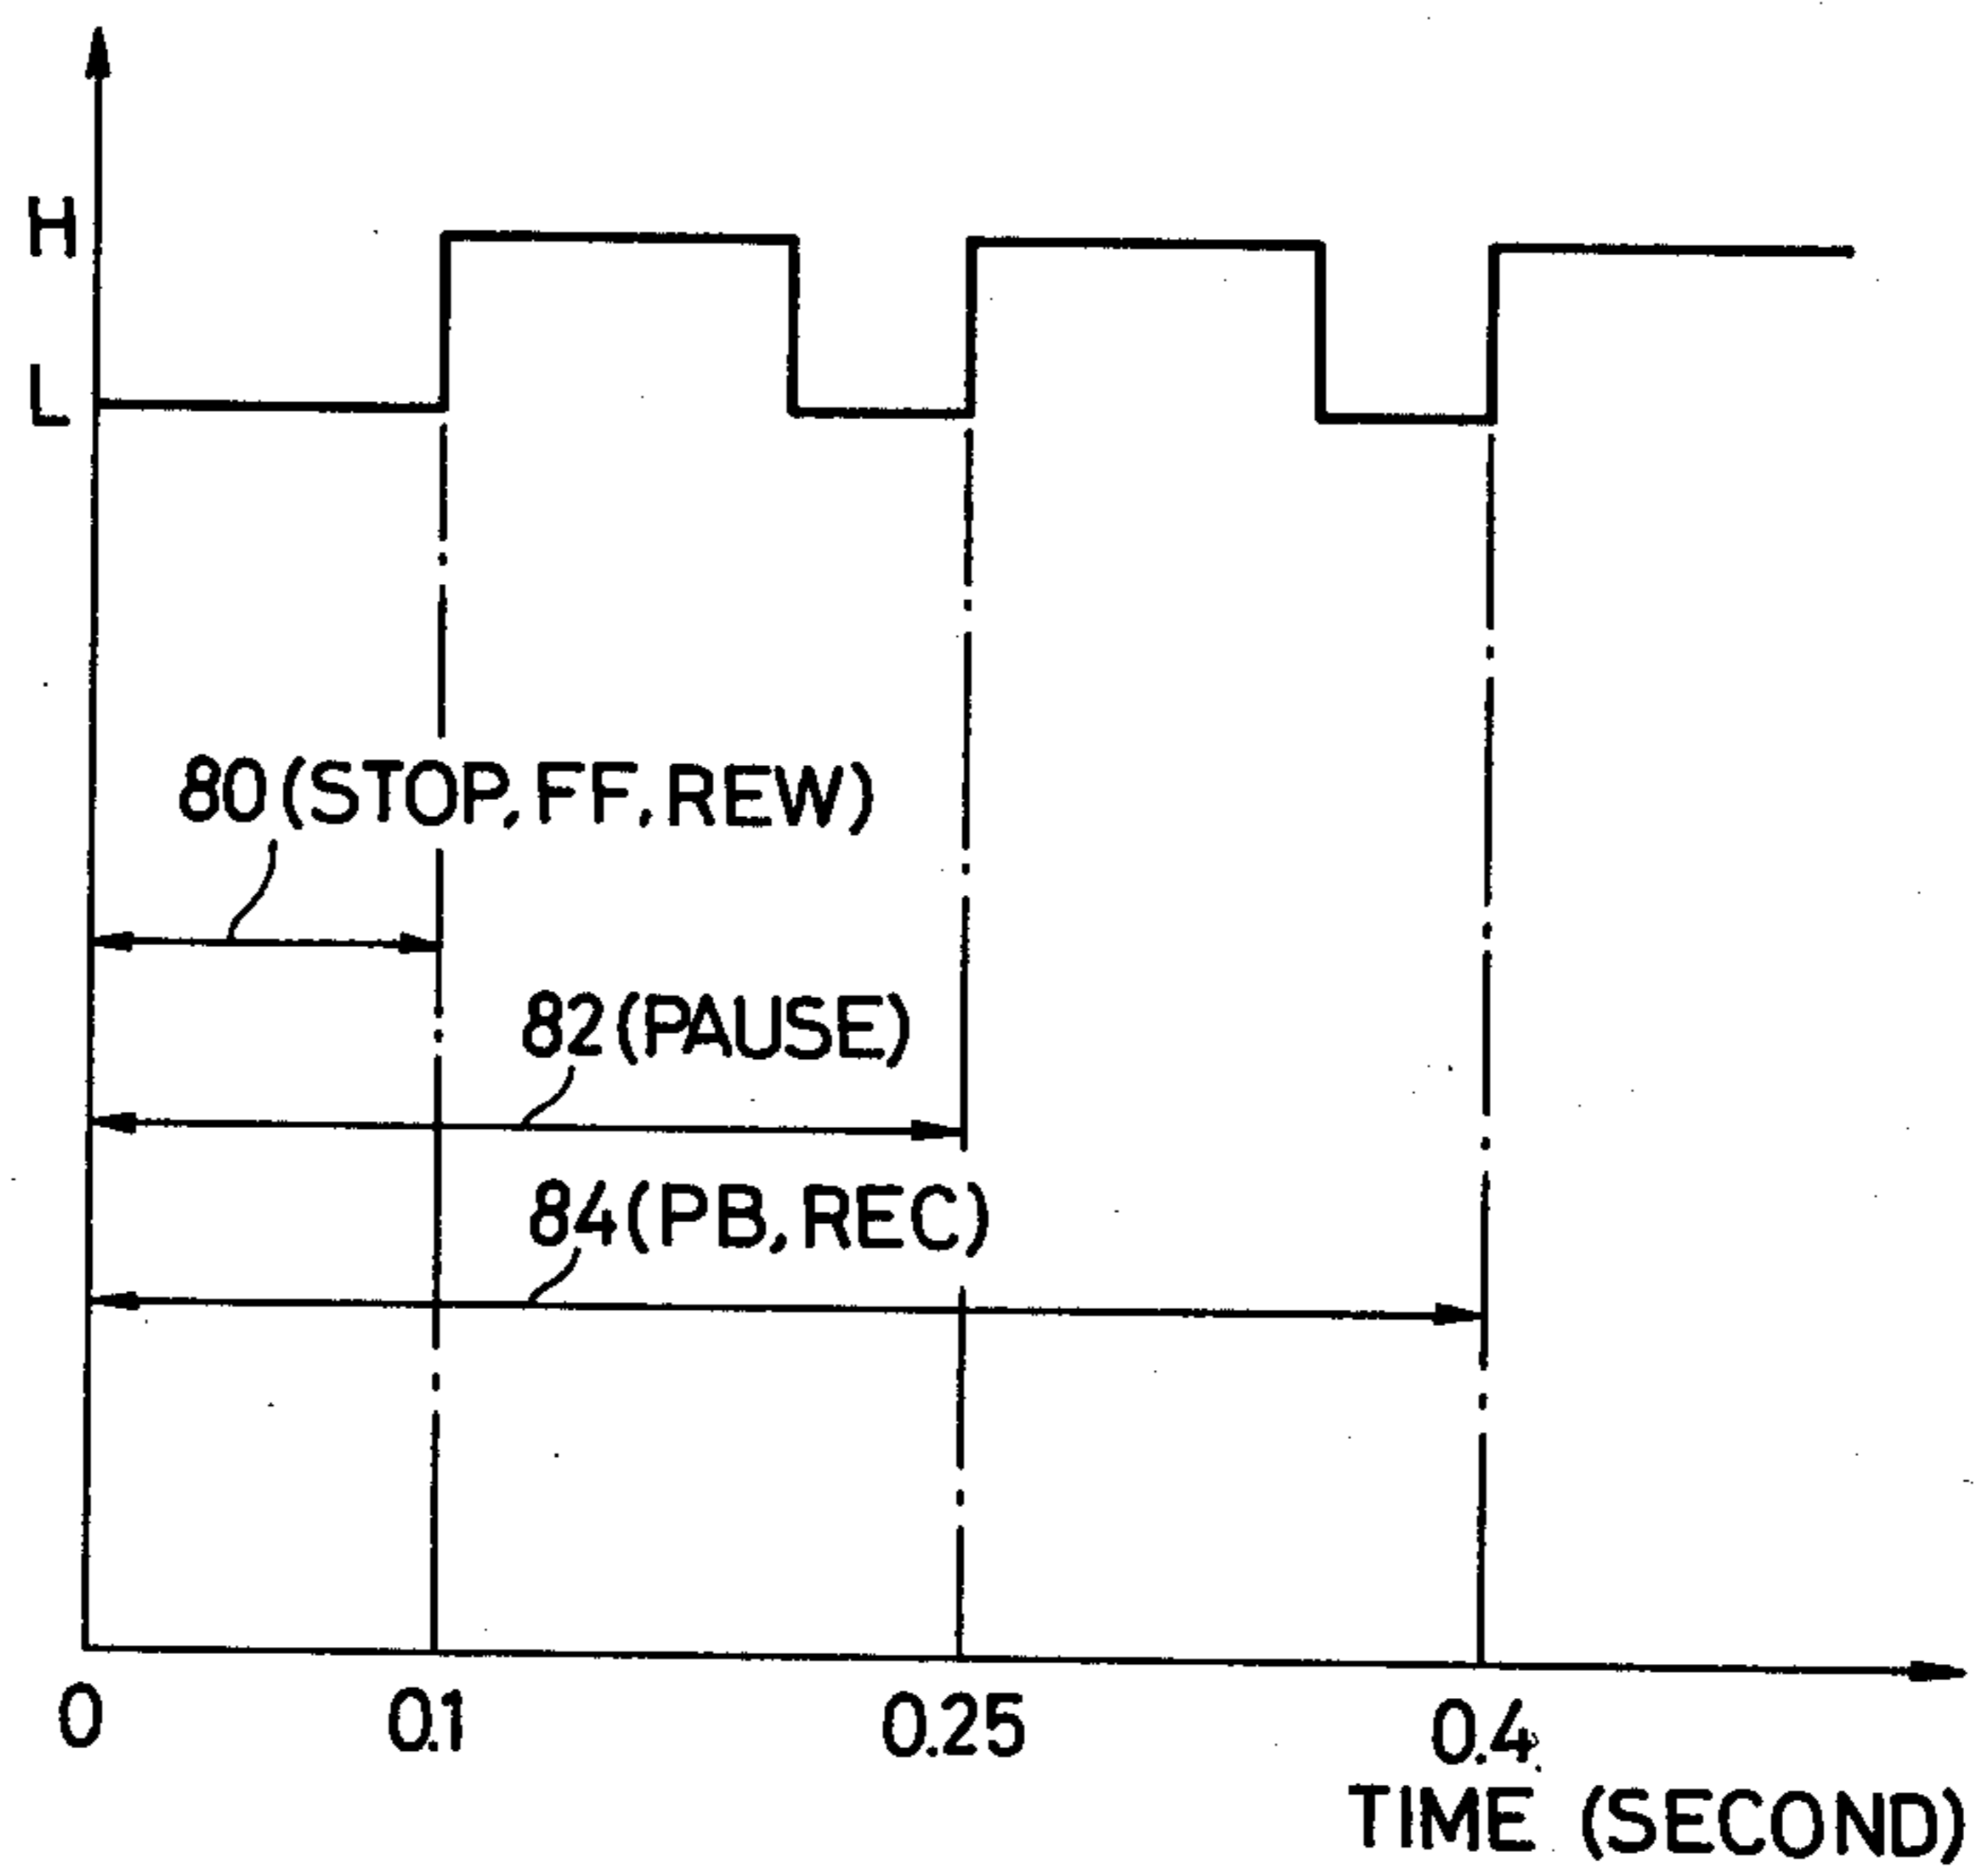 H
L
80(STOP,FF,REW)
82(PAUSE)
84(PB,REC)
0 0.1 0.25 0.4
TIME (SECOND)